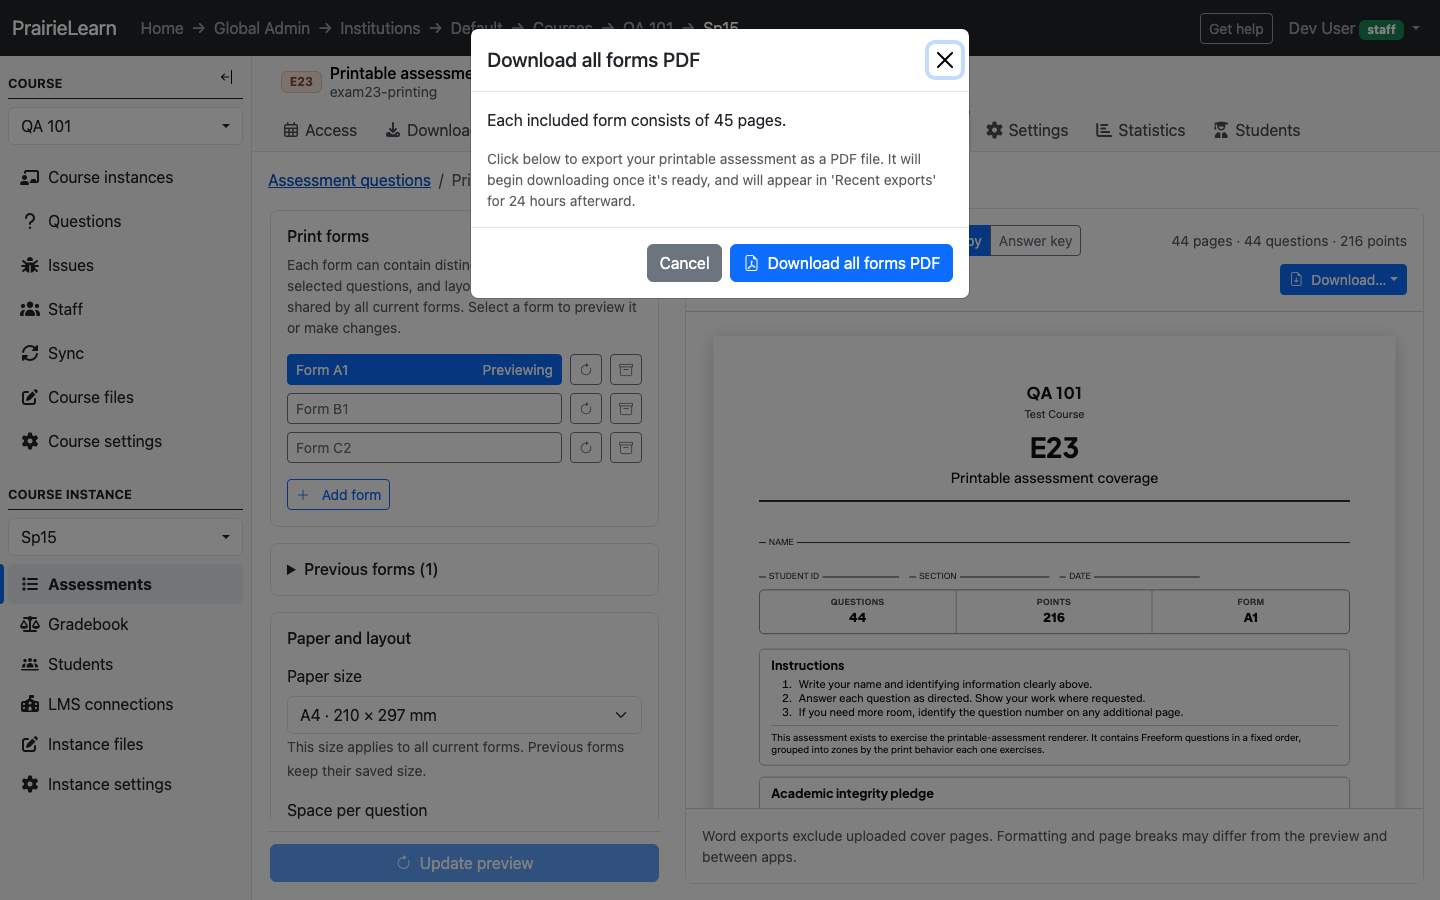 PrairieLearn
Home → Global Admin → Institutions → Default → Courses → QA 101 → Sp15
Get help
Dev User staff
Download all forms PDF
Each included form consists of 45 pages.
Click below to export your printable assessment as a PDF file. It will
begin downloading once it's ready, and will appear in 'Recent exports'
for 24 hours afterward.
Cancel
Download all forms PDF
COURSE
QA 101
Course instances
Questions
Issues
Staff
Sync
Course files
Course settings
COURSE INSTANCE
Sp15
Assessments
Gradebook
Students
LMS connections
Instance files
Instance settings
E23
Printable assessme
exam23-printing
Access
Downloa
Settings
Statistics
Students
Assessment questions / Pri
Print forms
Each form can contain distin
selected questions, and layo
shared by all current forms. Select a form to preview it
or make changes.
Form A1 Previewing
Form B1
Form C2
Add form
Previous forms (1)
Paper and layout
Paper size
A4 · 210 × 297 mm
This size applies to all current forms. Previous forms
keep their saved size.
Space per question
Update preview
py
Answer key
44 pages · 44 questions · 216 points
Download...
QA 101
Test Course
E23
Printable assessment coverage
NAME
STUDENT ID
SECTION
DATE
QUESTIONS
44
POINTS
216
FORM
A1
Instructions
1. Write your name and identifying information clearly above.
2. Answer each question as directed. Show your work where requested.
3. If you need more room, identify the question number on any additional page.
This assessment exists to exercise the printable-assessment renderer. It contains Freeform questions in a fixed order,
grouped into zones by the print behavior each one exercises.
Academic integrity pledge
Word exports exclude uploaded cover pages. Formatting and page breaks may differ from the preview and
between apps.